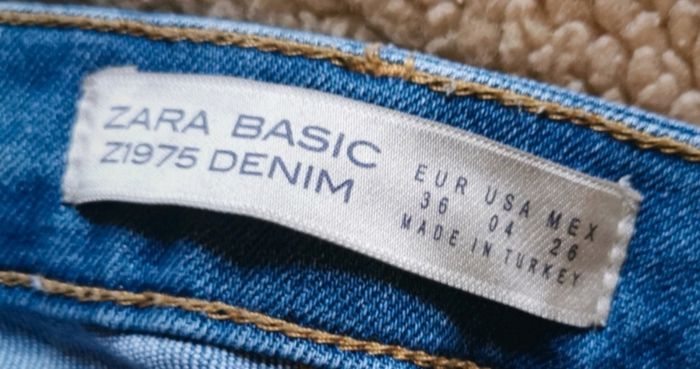 ZARA BASIC
Z1975 DENIM
EUR USA MEX
36 04 26
MADE IN TURKEY